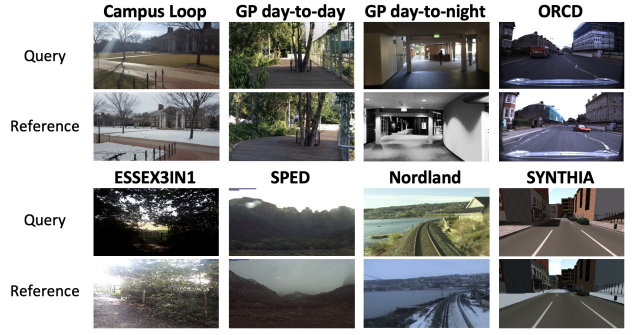 Campus Loop GP day-to-day GP day-to-night ORCD
Query
Reference
ESSEX3IN1 SPED Nordland SYNTHIA
Query
Reference